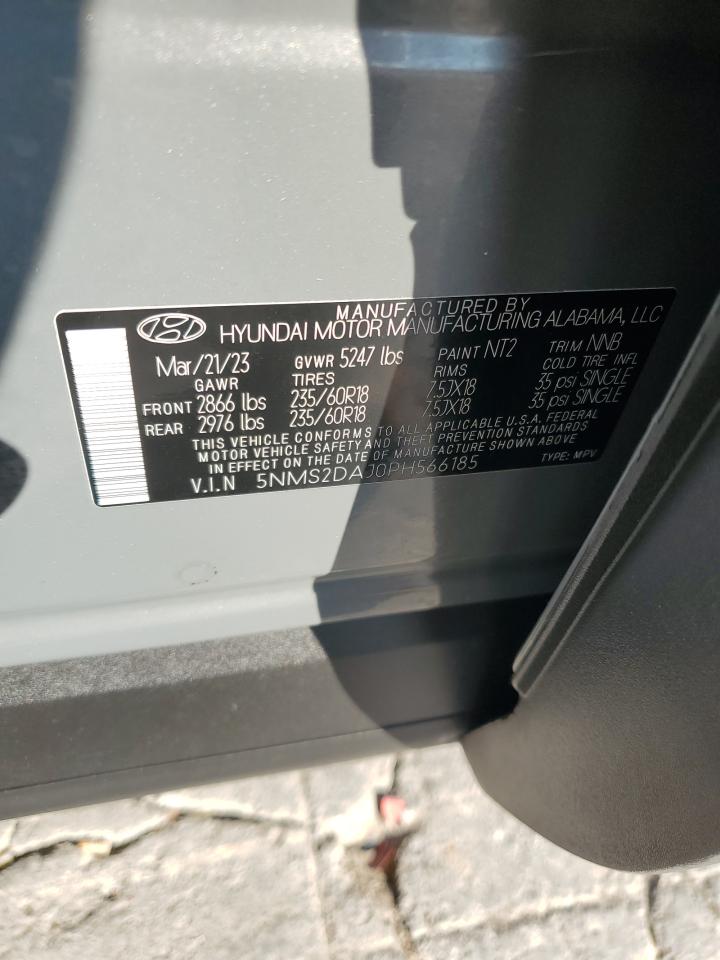 MANUFACTURED BY
HYUNDAI MOTOR MANUFACTURING ALABAMA, LLC
Mar/21/23 GVWR 5247 lbs PAINT NT2 TRIM NNB
GAWR TIRES RIMS COLD TIRE INFL
FRONT 2866 lbs 235/60R18 7.5JX18 35 psi SINGLE
REAR 2976 lbs 235/60R18 7.5JX18 35 psi SINGLE
THIS VEHICLE CONFORMS TO ALL APPLICABLE U.S.A. FEDERAL
MOTOR VEHICLE SAFETY AND THEFT PREVENTION STANDARDS
IN EFFECT ON THE DATE OF MANUFACTURE SHOWN ABOVE.
V.I.N 5NMS2DAJ0PH566185 TYPE: MPV